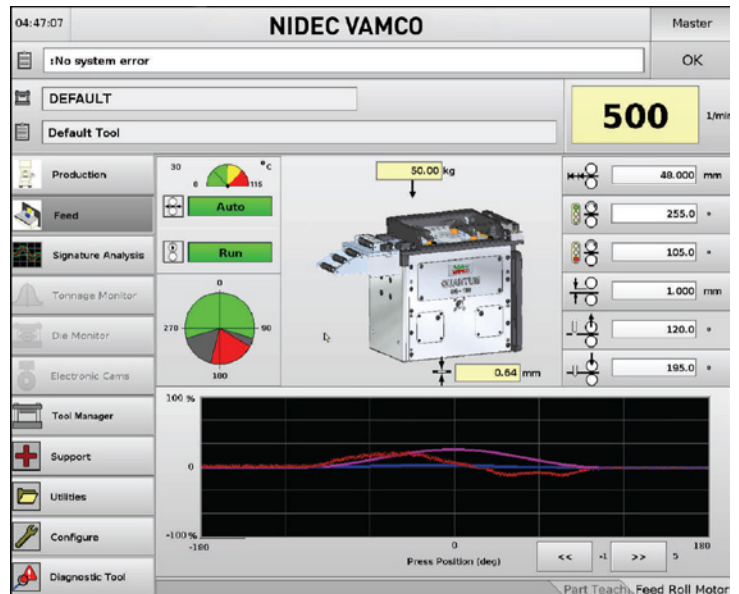 04:47:07
NIDEC VAMCO
Master
:No system error
OK
DEFAULT
Default Tool
500 1/min
Production
Feed
Signature Analysis
Tonnage Monitor
Die Monitor
Electronic Cams
Tool Manager
Support
Utilities
Configure
Diagnostic Tool
30 °C
0 115
Auto
Run
0
270 90
180
50.00 kg
QUANTUM
0.64 mm
48.000 mm
255.0 °
105.0 °
1.000 mm
120.0 °
195.0 °
100 %
0
-100 %
-180 0 180
Press Position (deg)
<< -1 >> 5
Part Teach Feed Roll Motor